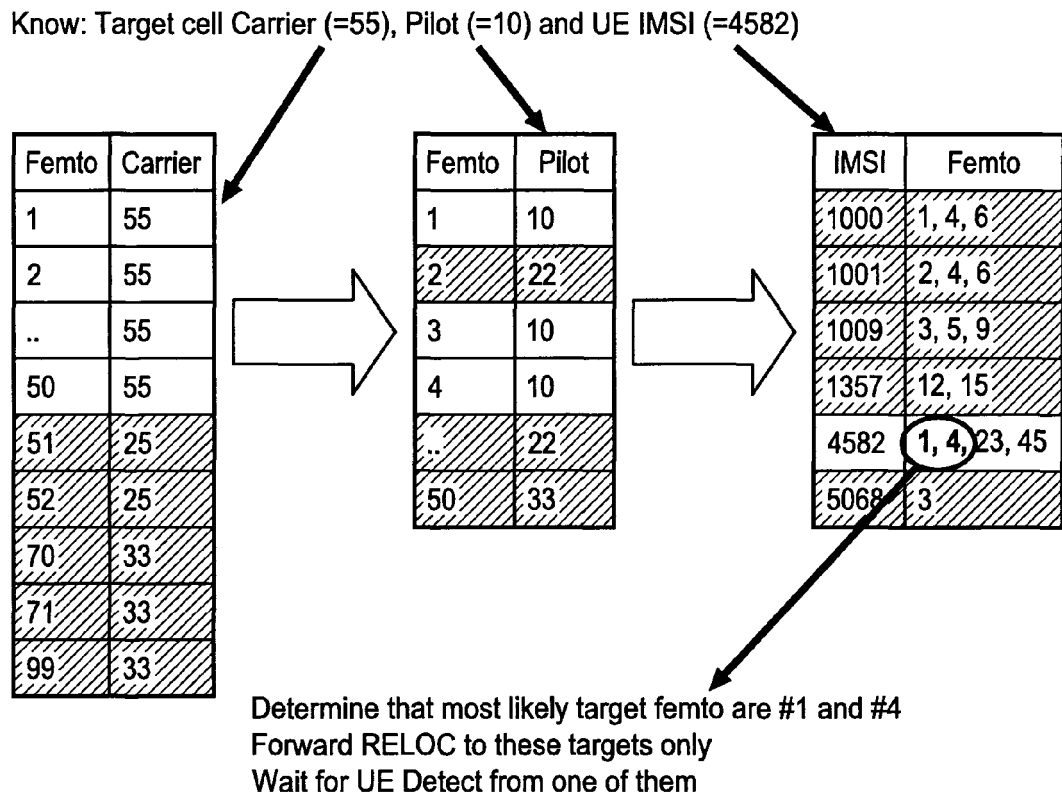 Know: Target cell Carrier (=55), Pilot (=10) and UE IMSI (=4582)
Femto Carrier
1 55
2 55
.. 55
50 55
51 25
52 25
70 33
71 33
99 33
Femto Pilot
1 10
2 22
3 10
4 10
.. 22
50 33
IMSI Femto
1000 1, 4, 6
1001 2, 4, 6
1009 3, 5, 9
1357 12, 15
4582 1, 4, 23, 45
5068 3
Determine that most likely target femto are #1 and #4
Forward RELOC to these targets only
Wait for UE Detect from one of them